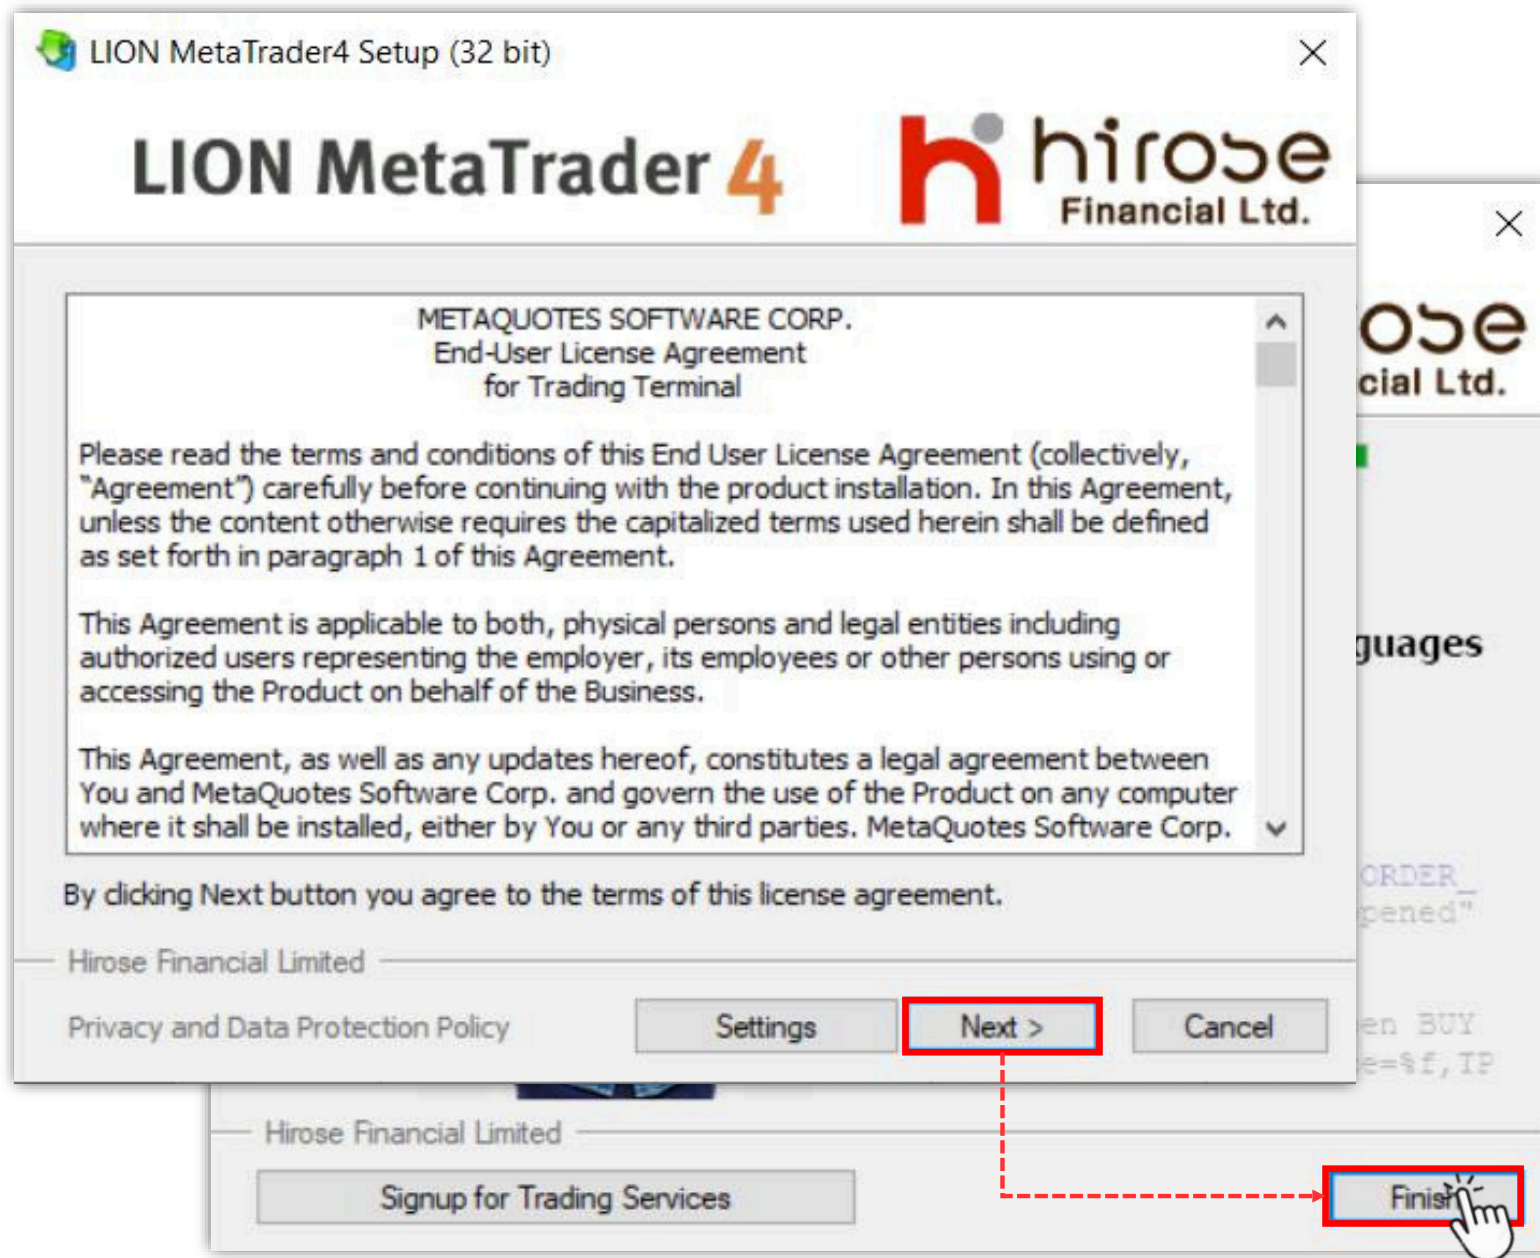 LION MetaTrader4 Setup (32 bit)
LION MetaTrader 4
hirose
Financial Ltd.
METAQUOTES SOFTWARE CORP.
End-User License Agreement
for Trading Terminal
Please read the terms and conditions of this End User License Agreement (collectively,
"Agreement") carefully before continuing with the product installation. In this Agreement,
unless the content otherwise requires the capitalized terms used herein shall be defined
as set forth in paragraph 1 of this Agreement.
This Agreement is applicable to both, physical persons and legal entities including
authorized users representing the employer, its employees or other persons using or
accessing the Product on behalf of the Business.
This Agreement, as well as any updates hereof, constitutes a legal agreement between
You and MetaQuotes Software Corp. and govern the use of the Product on any computer
where it shall be installed, either by You or any third parties. MetaQuotes Software Corp.
By clicking Next button you agree to the terms of this license agreement.
Hirose Financial Limited
Privacy and Data Protection Policy
Settings
Next >
Cancel
ose
cial Ltd.
guages
ORDER_
pened"
en BUY
e=%f,TP
Hirose Financial Limited
Signup for Trading Services
Finish